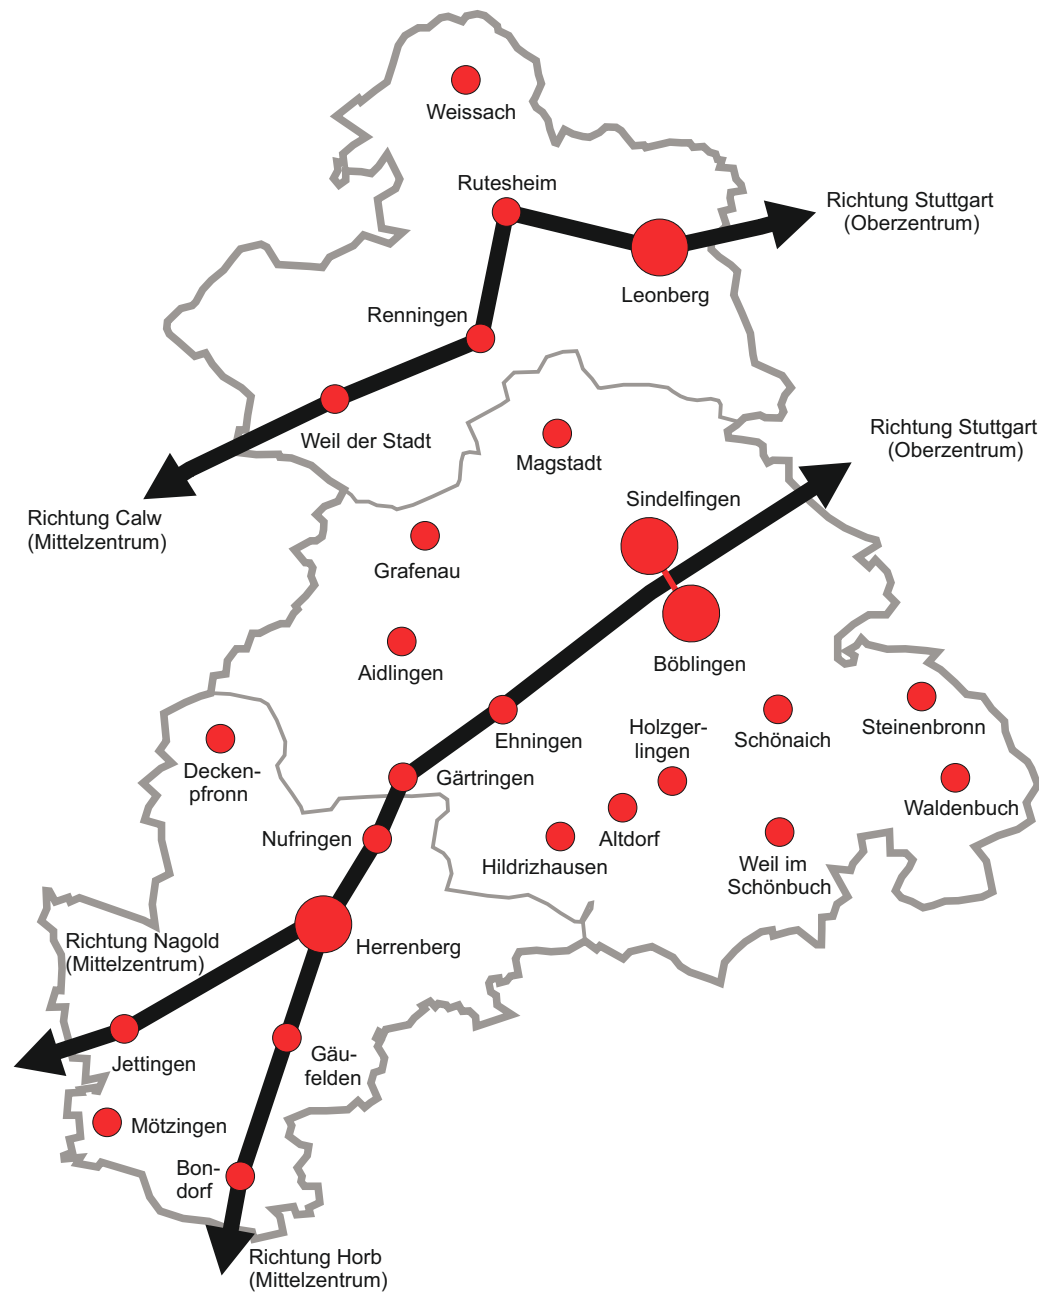 Weissach
Rutesheim
Richtung Stuttgart
(Oberzentrum)
Leonberg
Renningen
Weil der Stadt
Richtung Stuttgart
(Oberzentrum)
Magstadt
Sindelfingen
Richtung Calw
(Mittelzentrum)
Grafenau
Böblingen
Aidlingen
Steinenbronn
Holzger-
lingen
Schönaich
Ehningen
Decken-
pfronn
Gärtringen
Waldenbuch
Nufringen
Altdorf
Hildrizhausen
Weil im
Schönbuch
Richtung Nagold
(Mittelzentrum)
Herrenberg
Jettingen
Gäu-
felden
Mötzingen
Bon-
dorf
Richtung Horb
(Mittelzentrum)